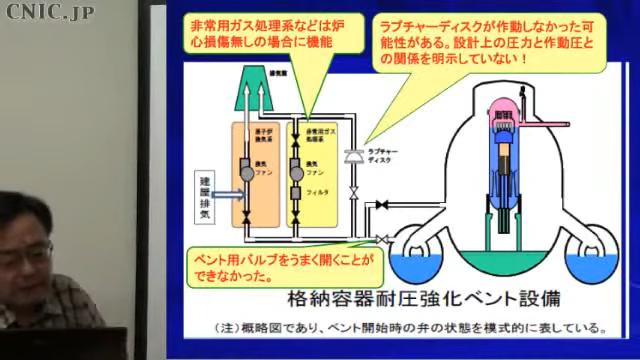 CNIC.jp
非常用ガス処理系などは炉
心損傷無しの場合に機能
ラプチャーディスクが作動しなかった可
能性がある。設計上の圧力と作動圧と
の関係を明示していない！
排気筒
原子炉
換気系
非常用ガス
処理系
ラプチャー
ディスク
換気
ファン
換気
ファン
フィルタ
建屋排気
ベント用バルブをうまく開くことが
できなかった。
格納容器耐圧強化ベント設備
（注）概略図であり、ベント開始時の弁の状態を模式的に表している。